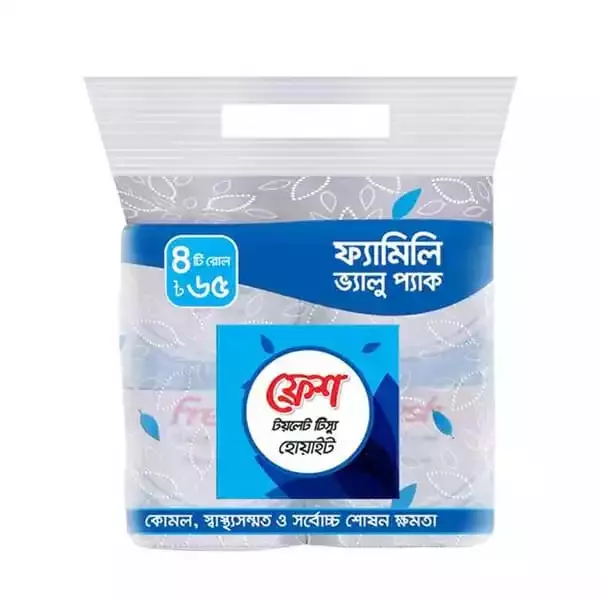 ৪টি রোল
৳ ৬৫
ফ্যামিলি
ভ্যালু প্যাক
ফ্রেশ
টয়লেট টিস্যু
হোয়াইট
কোমল, স্বাস্থ্যসম্মত ও সর্বোচ্চ শোষন ক্ষমতা